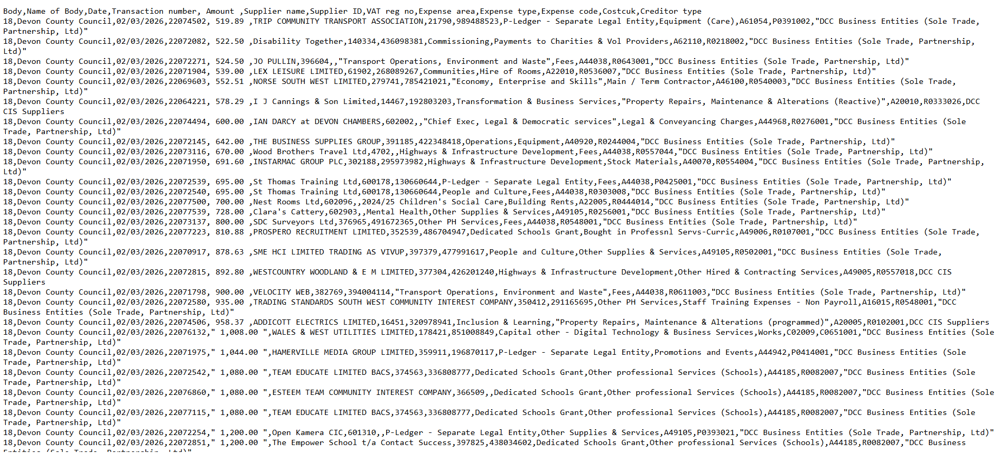 Body,Name of Body,Date,Transaction number, Amount ,Supplier name,Supplier ID,VAT reg no,Expense area,Expense type,Expense code,Costcuk,Creditor type
18,Devon County Council,02/03/2026,22074502, 519.89 ,TRIP COMMUNITY TRANSPORT ASSOCIATION,21790,989488523,P-Ledger - Separate Legal Entity,Equipment (Care),A61054,P0391002,"DCC Business Entities (Sole Trade,
Partnership, Ltd)"
18,Devon County Council,02/03/2026,22072082, 522.50 ,Disability Together,140334,436098381,Commissioning,Payments to Charities & Vol Providers,A62110,R0218002,"DCC Business Entities (Sole Trade, Partnership,
Ltd)"
18,Devon County Council,02/03/2026,22072271, 524.50 ,JO PULLIN,396604,,"Transport Operations, Environment and Waste",Fees,A44038,R0643001,"DCC Business Entities (Sole Trade, Partnership, Ltd)"
18,Devon County Council,02/03/2026,22071904, 539.00 ,LEX LEISURE LIMITED,61902,268089267,Communities,Hire of Rooms,A22010,R0536007,"DCC Business Entities (Sole Trade, Partnership, Ltd)"
18,Devon County Council,02/03/2026,22069603, 552.51 ,NORSE SOUTH WEST LIMITED,279741,785421021,"Economy, Enterprise and Skills",Main / Term Contractor,A46100,R0540003,"DCC Business Entities (Sole Trade,
Partnership, Ltd)"
18,Devon County Council,02/03/2026,22064221, 578.29 ,I J Cannings & Son Limited,14467,192803203,Transformation & Business Services,"Property Repairs, Maintenance & Alterations (Reactive)",A20010,R0333026,DCC
CIS Suppliers
18,Devon County Council,02/03/2026,22074494, 600.00 ,IAN DARCY at DEVON CHAMBERS,602002,,"Chief Exec, Legal & Democratic services",Legal & Conveyancing Charges,A44968,R0276001,"DCC Business Entities (Sole
Trade, Partnership, Ltd)"
18,Devon County Council,02/03/2026,22072145, 642.00 ,THE BUSINESS SUPPLIES GROUP,391185,422348418,Operations,Equipment,A40920,R0244004,"DCC Business Entities (Sole Trade, Partnership, Ltd)"
18,Devon County Council,02/03/2026,22073116, 670.00 ,Wood Brothers Travel Ltd,4702,,Highways & Infrastructure Development,Fees,A44038,R0557044,"DCC Business Entities (Sole Trade, Partnership, Ltd)"
18,Devon County Council,02/03/2026,22071950, 691.60 ,INSTARMAC GROUP PLC,302188,295973982,Highways & Infrastructure Development,Stock Materials,A40070,R0554004,"DCC Business Entities (Sole Trade, Partnership,
Ltd)"
18,Devon County Council,02/03/2026,22072539, 695.00 ,St Thomas Training Ltd,600178,130660644,P-Ledger - Separate Legal Entity,Fees,A44038,P0425001,"DCC Business Entities (Sole Trade, Partnership, Ltd)"
18,Devon County Council,02/03/2026,22072540, 695.00 ,St Thomas Training Ltd,600178,130660644,People and Culture,Fees,A44038,R0303008,"DCC Business Entities (Sole Trade, Partnership, Ltd)"
18,Devon County Council,02/03/2026,22077500, 700.00 ,Nest Rooms Ltd,602096,,2024/25 Children's Social Care,Building Rents,A22005,R0444014,"DCC Business Entities (Sole Trade, Partnership, Ltd)"
18,Devon County Council,02/03/2026,22077539, 728.00 ,Clara's Cattery,602903,,Mental Health,Other Supplies & Services,A49105,R0256001,"DCC Business Entities (Sole Trade, Partnership, Ltd)"
18,Devon County Council,02/03/2026,22073137, 800.00 ,SDC Surveyors Ltd,376965,491672365,Other PH Services,Fees,A44038,R0548001,"DCC Business Entities (Sole Trade, Partnership, Ltd)"
18,Devon County Council,02/03/2026,22077223, 810.88 ,PROSPERO RECRUITMENT LIMITED,352539,486704947,Dedicated Schools Grant,Bought in Professnl Servs-Curric,A49006,R0107001,"DCC Business Entities (Sole Trade,
Partnership, Ltd)"
18,Devon County Council,02/03/2026,22070917, 878.63 ,SME HCI LIMITED TRADING AS VIVUP,397379,477991617,People and Culture,Other Supplies & Services,A49105,R0502001,"DCC Business Entities (Sole Trade,
Partnership, Ltd)"
18,Devon County Council,02/03/2026,22072815, 892.80 ,WESTCOUNTRY WOODLAND & E M LIMITED,377304,426201240,Highways & Infrastructure Development,Other Hired & Contracting Services,A49005,R0557018,DCC CIS
Suppliers
18,Devon County Council,02/03/2026,22071798, 900.00 ,VELOCITY WEB,382769,394004114,"Transport Operations, Environment and Waste",Fees,A44038,R0611003,"DCC Business Entities (Sole Trade, Partnership, Ltd)"
18,Devon County Council,02/03/2026,22072580, 935.00 ,TRADING STANDARDS SOUTH WEST COMMUNITY INTEREST COMPANY,350412,291165695,Other PH Services,Staff Training Expenses - Non Payroll,A16015,R0548001,"DCC
Business Entities (Sole Trade, Partnership, Ltd)"
18,Devon County Council,02/03/2026,22074506, 958.37 ,ADDICOTT ELECTRICS LIMITED,16451,320978941,Inclusion & Learning,"Property Repairs, Maintenance & Alterations (programmed)",A20005,R0102001,DCC CIS Suppliers
18,Devon County Council,02/03/2026,22076132," 1,008.00 ",WALES & WEST UTILITIES LIMITED,178421,851008849,Capital other - Digital Technology & Business Services,Works,C02009,C0651001,"DCC Business Entities (Sole
Trade, Partnership, Ltd)"
18,Devon County Council,02/03/2026,22071975," 1,044.00 ",HAMERVILLE MEDIA GROUP LIMITED,359911,196870117,P-Ledger - Separate Legal Entity,Promotions and Events,A44942,P0414001,"DCC Business Entities (Sole
Trade, Partnership, Ltd)"
18,Devon County Council,02/03/2026,22072542," 1,080.00 ",TEAM EDUCATE LIMITED BACS,374563,336808777,Dedicated Schools Grant,Other professional Services (Schools),A44185,R0082007,"DCC Business Entities (Sole
Trade, Partnership, Ltd)"
18,Devon County Council,02/03/2026,22076860," 1,080.00 ",ESTEEM TEAM COMMUNITY INTEREST COMPANY,366509,,Dedicated Schools Grant,Other professional Services (Schools),A44185,R0082007,"DCC Business Entities (Sole
Trade, Partnership, Ltd)"
18,Devon County Council,02/03/2026,22077115," 1,080.00 ",TEAM EDUCATE LIMITED BACS,374563,336808777,Dedicated Schools Grant,Other professional Services (Schools),A44185,R0082007,"DCC Business Entities (Sole
Trade, Partnership, Ltd)"
18,Devon County Council,02/03/2026,22072254," 1,200.00 ",Open Kamera CIC,601310,,P-Ledger - Separate Legal Entity,Other Supplies & Services,A49105,P0393021,"DCC Business Entities (Sole Trade, Partnership, Ltd)"
18,Devon County Council,02/03/2026,22072851," 1,200.00 ",The Empower School t/a Contact Success,397825,438034602,Dedicated Schools Grant,Other professional Services (Schools),A44185,R0082007,"DCC Business
Entities (Sole Trade, Partnership, Ltd)"